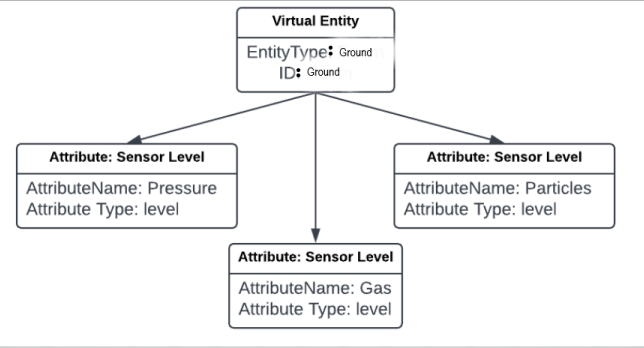 Virtual Entity
EntityType: Ground
ID: Ground
Attribute: Sensor Level
AttributeName: Pressure
Attribute Type: level
Attribute: Sensor Level
AttributeName: Gas
Attribute Type: level
Attribute: Sensor Level
AttributeName: Particles
Attribute Type: level